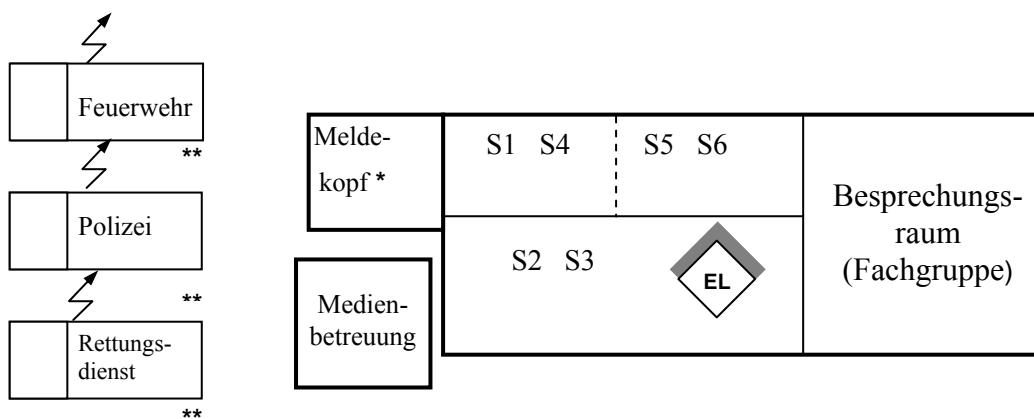 Feuerwehr
**
Polizei
**
Rettungs-
dienst
**
Melde-
kopf *
Medien-
betreuung
S1 S4
S5 S6
S2 S3
EL
Besprechungs-
raum
(Fachgruppe)